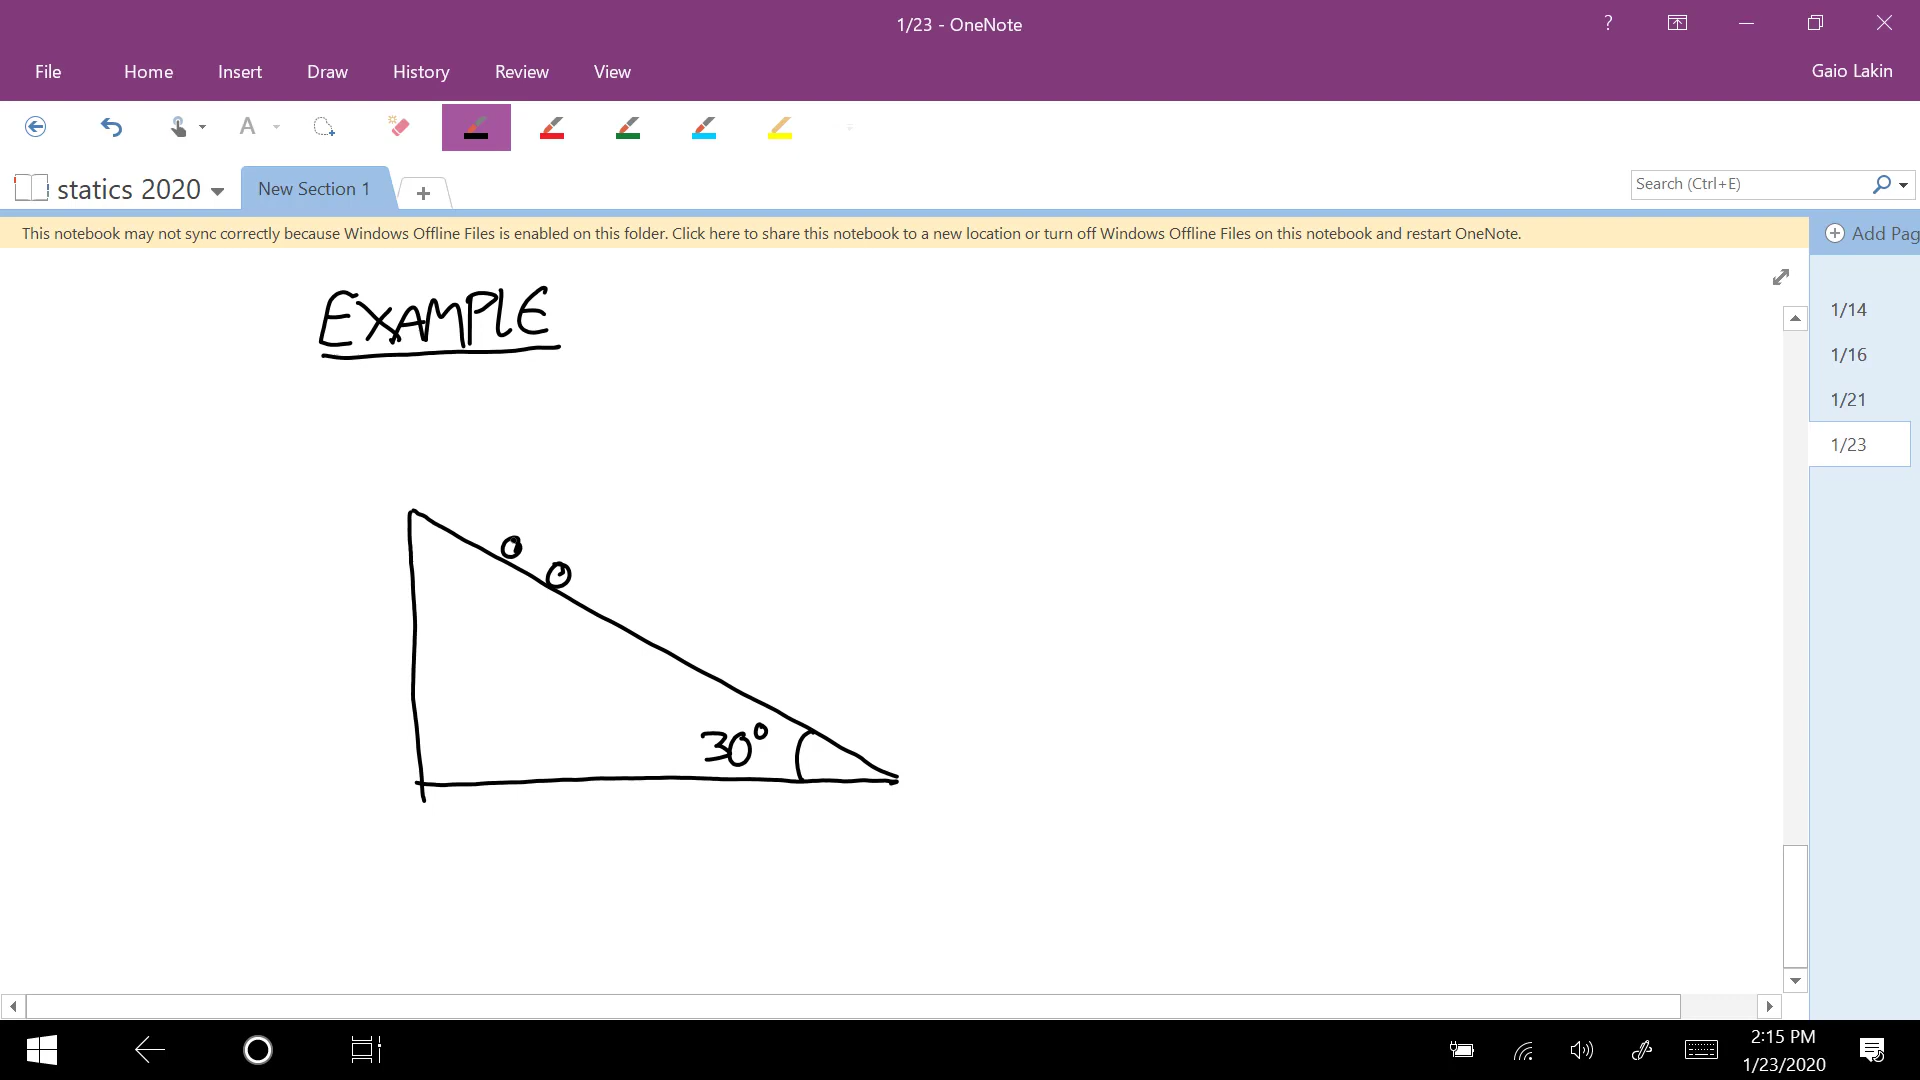 1/23 - OneNote
?
File Home Insert Draw History Review View
Gaio Lakin
A
statics 2020
New Section 1
+
Search (Ctrl+E)
This notebook may not sync correctly because Windows Offline Files is enabled on this folder. Click here to share this notebook to a new location or turn off Windows Offline Files on this notebook and restart OneNote.
Add Pag
1/14
1/16
1/21
1/23
EXAMPLE
30°
2:15 PM
1/23/2020